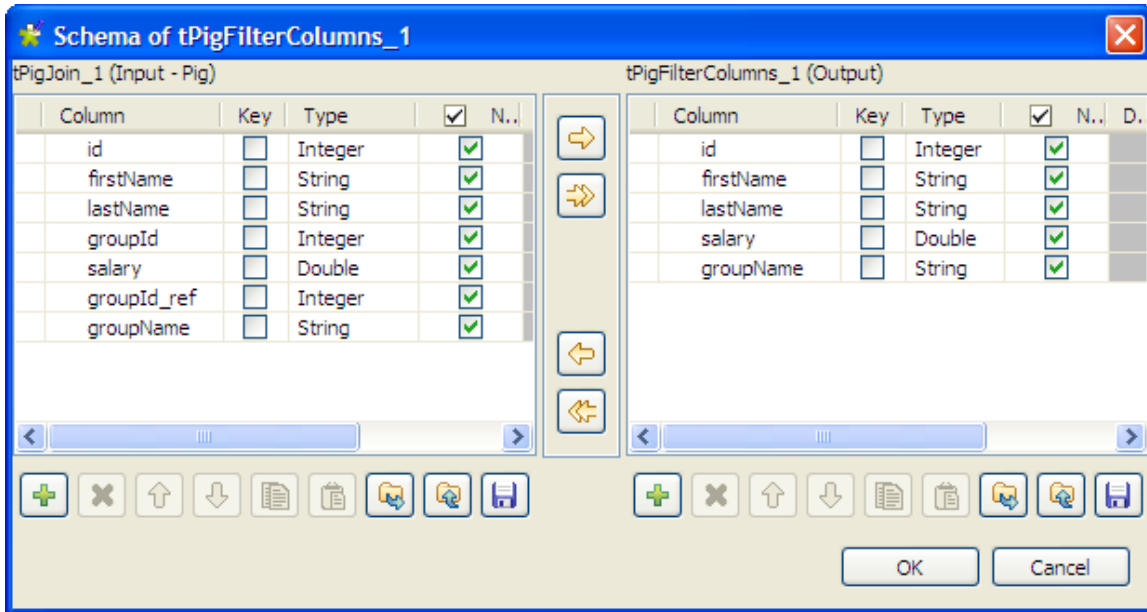 Schema of tPigFilterColumns_1
tPigJoin_1 (Input - Pig)
Column Key Type N..
id Integer
firstName String
lastName String
groupId Integer
salary Double
groupId_ref Integer
groupName String
tPigFilterColumns_1 (Output)
Column Key Type N.. D.
id Integer
firstName String
lastName String
salary Double
groupName String
OK Cancel